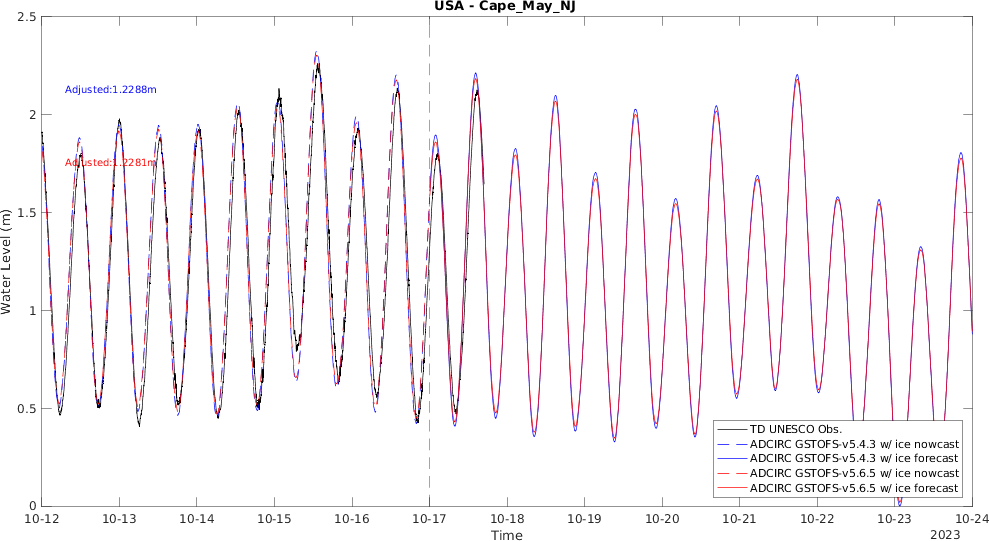 USA - Cape_May_NJ
2.5
2
1.5
1
0.5
0
Water Level (m)
Adjusted:1.2288m
Adjusted:1.2281m
TD UNESCO Obs.
ADCIRC GSTOFS-v5.4.3 w/ ice nowcast
ADCIRC GSTOFS-v5.4.3 w/ ice forecast
ADCIRC GSTOFS-v5.6.5 w/ ice nowcast
ADCIRC GSTOFS-v5.6.5 w/ ice forecast
10-12 10-13 10-14 10-15 10-16 10-17 10-18 10-19 10-20 10-21 10-22 10-23 10-24
Time
2023